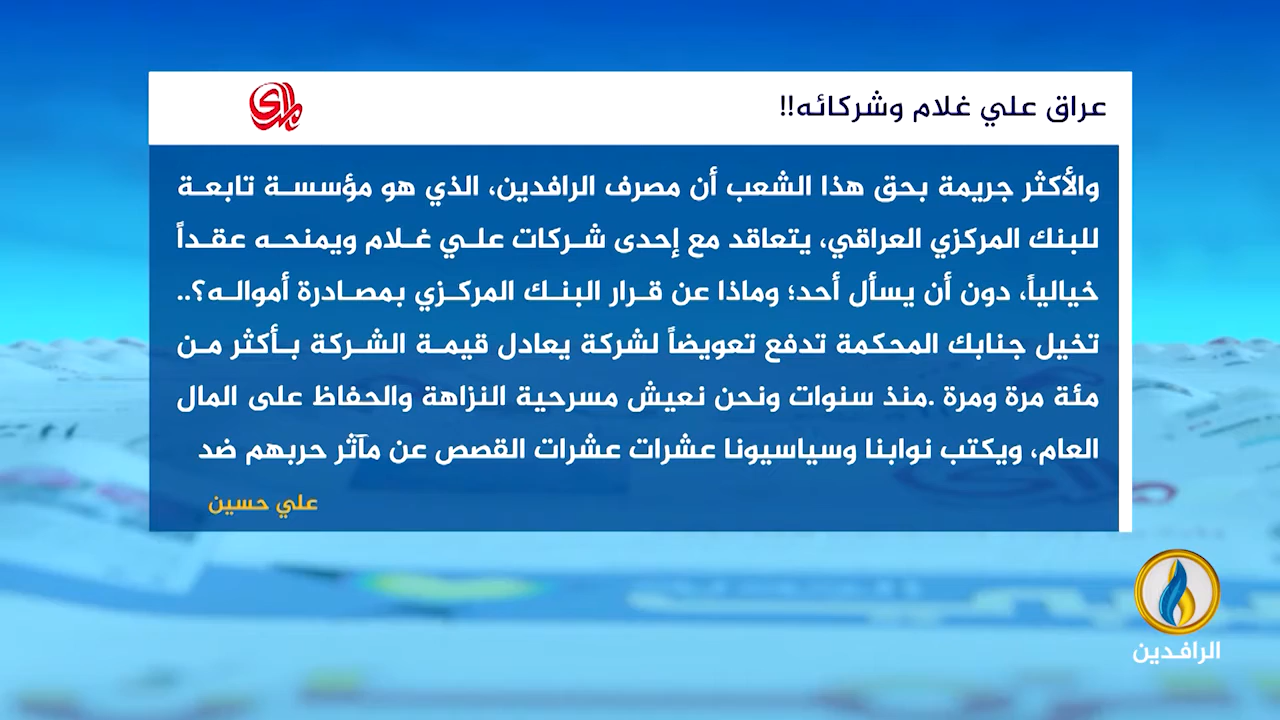 عراق علي غلام وشركائه!!
المدى
والأكثر جريمة بحق هذا الشعب أن مصرف الرافدين، الذي هو مؤسسة تابعة
للبنك المركزي العراقي، يتعاقد مع إحدى شركات علي غلام ويمنحه عقداً
خيالياً، دون أن يسأل أحد؛ وماذا عن قرار البنك المركزي بمصادرة أمواله؟..
تخيل جنابك المحكمة تدفع تعويضاً لشركة يعادل قيمة الشركة بأكثر من
مئة مرة ومرة .منذ سنوات ونحن نعيش مسرحية النزاهة والحفاظ على المال
العام، ويكتب نوابنا وسياسيونا عشرات عشرات القصص عن مآثر حربهم ضد
علي حسين
الرافدين